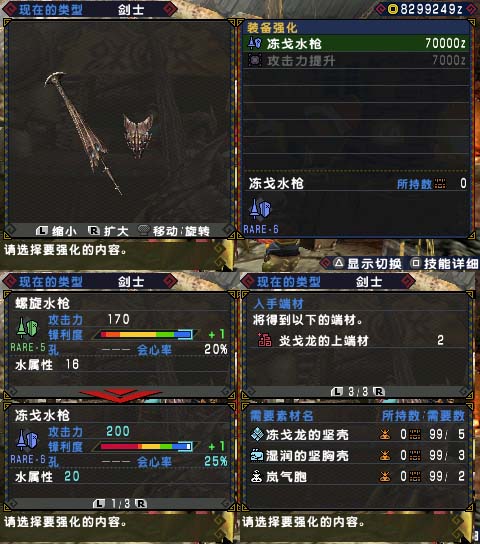 现在的类型 剑士
8299249z
装备强化
冻戈水枪 70000z
攻击力提升 7000z
冻戈水枪 所持数 0
RARE-6
L 缩小 R 扩大 移动/旋转
请选择要强化的内容。
△显示切换 □技能详细
现在的类型 剑士
螺旋水枪
攻击力 170
锋利度 +1
RARE-5 孔 --- 会心率 20%
水属性 16
冻戈水枪
攻击力 200
锋利度 +1
RARE-6 孔 --- 会心率 25%
水属性 20
L 1/3 R
请选择要强化的内容。
现在的类型 剑士
入手端材
将得到以下的端材。
炎戈龙的上端材 2
L 3/3 R
需要素材名 所持数/需要数
冻戈龙的坚壳 0 99/ 5
湿润的坚胸壳 0 99/ 3
岚气胞 0 99/ 2
请选择要强化的内容。